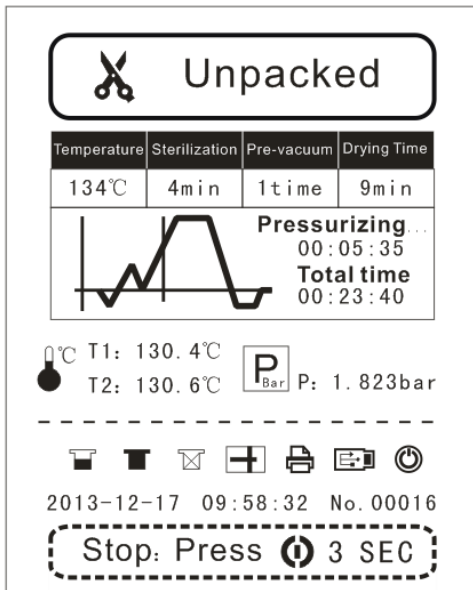 Unpacked
Temperature Sterilization Pre-vacuum Drying Time
134℃ 4min 1time 9min
Pressurizing...
00:05:35
Total time
00:23:40
℃ T1: 130.4℃
T2: 130.6℃ P Bar P: 1.823bar
2013-12-17 09:58:32 No.00016
Stop: Press 3 SEC